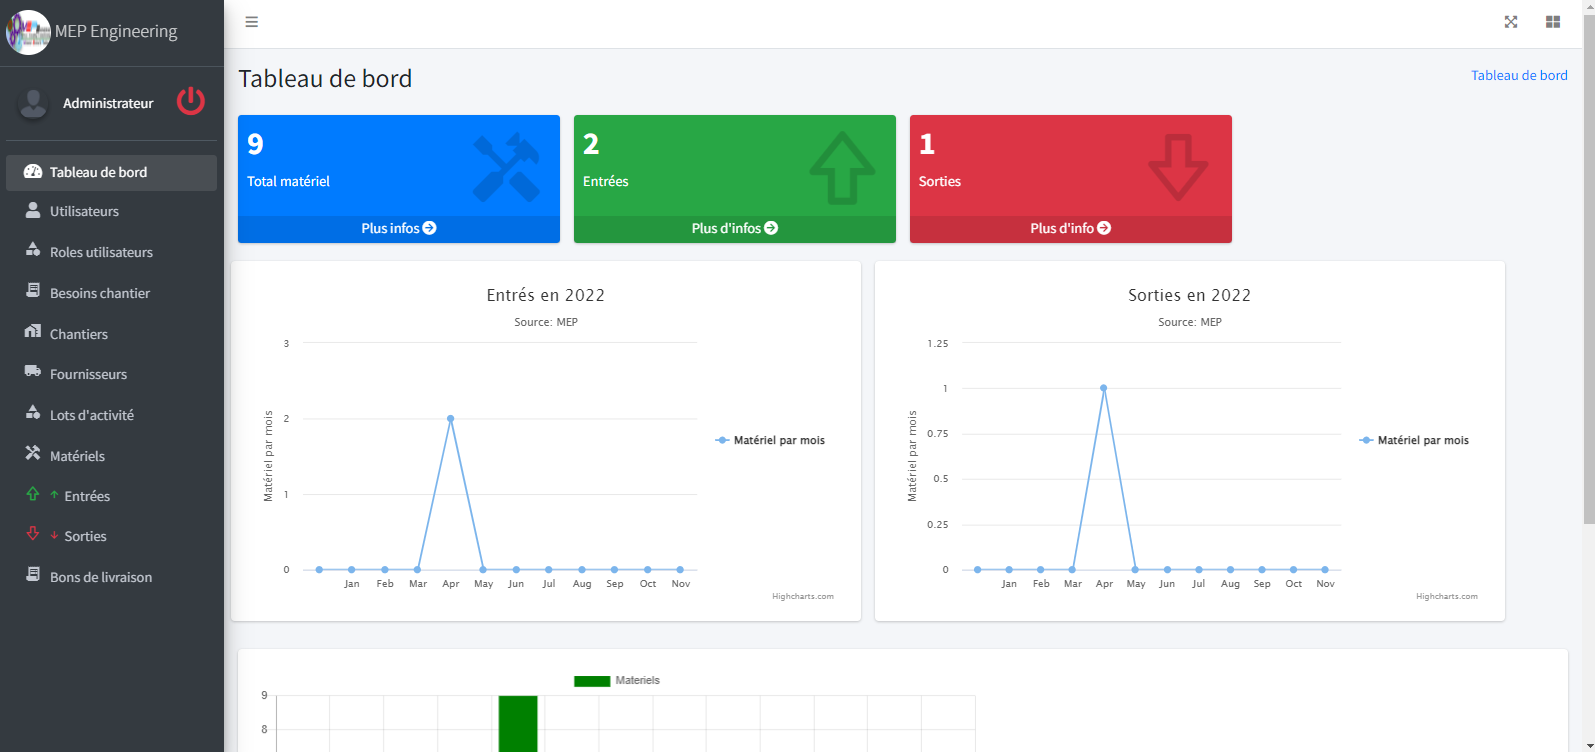 MEP Engineering
Administrateur
Tableau de bord
Utilisateurs
Roles utilisateurs
Besoins chantier
Chantiers
Fournisseurs
Lots d'activité
Matériels
Entrées
Sorties
Bons de livraison
Tableau de bord
Tableau de bord
9
Total matériel
Plus infos
2
Entrées
Plus d'infos
1
Sorties
Plus d'info
Entrés en 2022
Source: MEP
Matériel par mois
3
2
1
0
Jan Feb Mar Apr May Jun Jul Aug Sep Oct Nov
Matériel par mois
Highcharts.com
Sorties en 2022
Source: MEP
Matériel par mois
1.25
1
0.75
0.5
0.25
0
Jan Feb Mar Apr May Jun Jul Aug Sep Oct Nov
Matériel par mois
Highcharts.com
Materiels
9
8